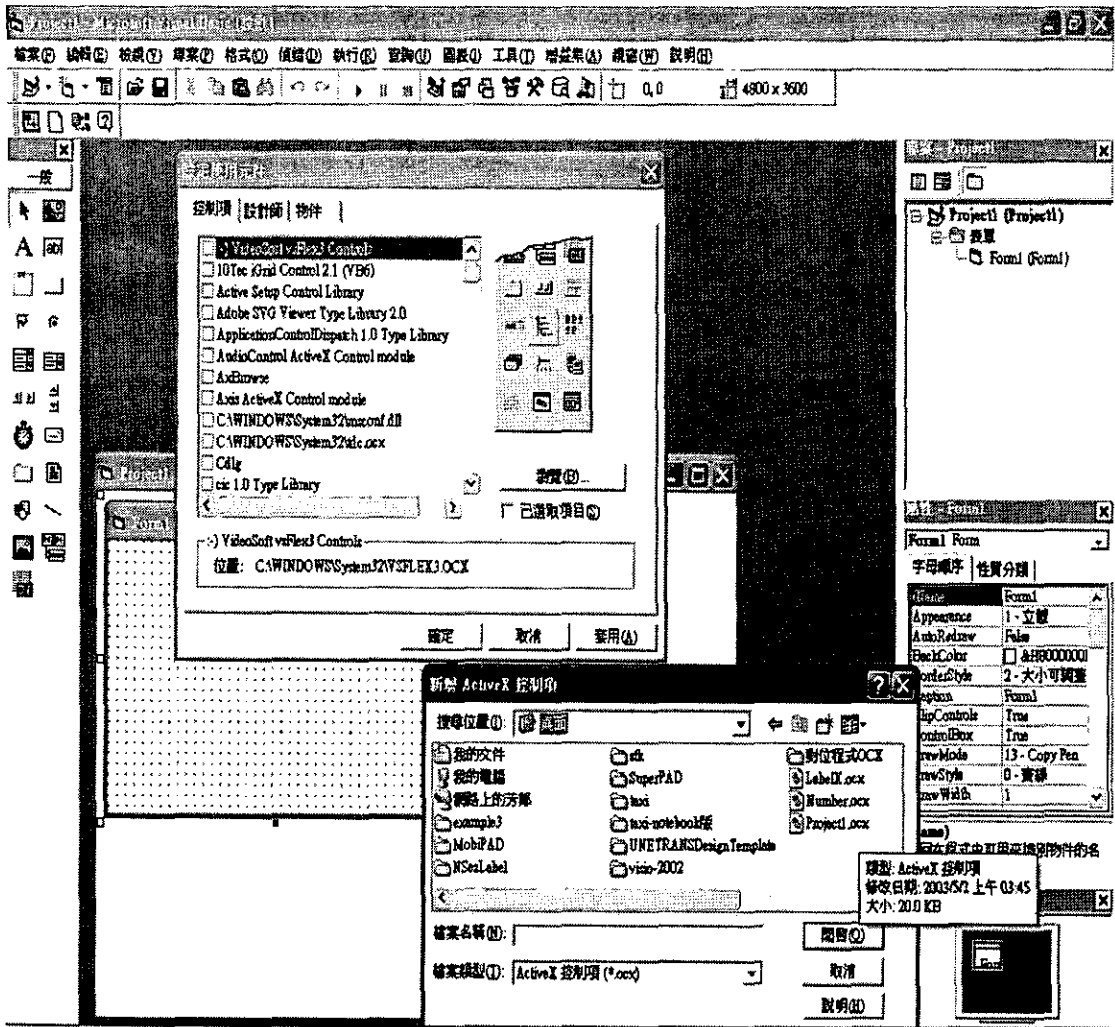 檔案(F) 編輯(E) 檢視(V) 專案(P) 格式(O) 偵錯(D) 執行(R) 查詢(U) 圖表(I) 工具(T) 增益集(A) 視窗(W) 說明(H)
0, 0
4800 x 3600
一般
控制項 設計師 物件
:-) VideoSoft vsFlex3 Controls
10Tec iGrid Control 2.1 (VB6)
Active Setup Control Library
Adobe SVG Viewer Type Library 2.0
ApplicationControlDispatch 1.0 Type Library
AudioControl ActiveX Control module
AxBrowse
Axis ActiveX Control module
C:\WINDOWS\System32\msconf.dll
Cdlg
cic 1.0 Type Library
瀏覽(B)...
已選取項目(S)
:-) VideoSoft vsFlex3 Controls
位置: C:\WINDOWS\System32\VSFLEX3.OCX
確定 取消 套用(A)
Project1 (Project1)
表單
Form1 (Form1)
Form1 Form
字母順序 性質分類
Form1
Appearance 1 - 立體
AutoRedraw False
BackColor
2 - 大小可調整
Form1
True
True
13 - Copy Pen
0 - 實線
1
新增 ActiveX 控制項
搜尋位置(I): 桌面
我的文件
我的電腦
網路上的芳鄰
example3
MobiPAD
NSezLabel
SuperPAD
taxi
taxi-notebook版
UNETRANSDesignTemplate
visio-2002
對位程式OCX
LabelX.ocx
Number.ocx
Project1.ocx
類型: ActiveX 控制項
修改日期: 2003/5/2 上午 03:45
大小: 20.0 KB
檔案名稱(N):
開啟(O)
檔案類型(T): ActiveX 控制項 (*.ocx)
取消
說明(H)